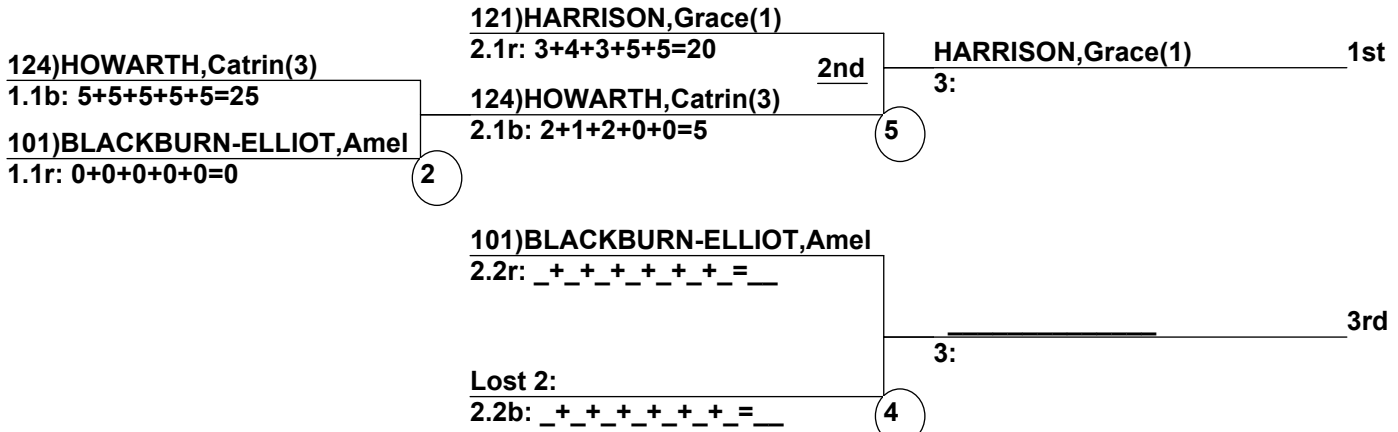 121)HARRISON,Grace(1)
2.1r: 3+4+3+5+5=20
HARRISON,Grace(1) 1st
3:
2nd
124)HOWARTH,Catrin(3)
1.1b: 5+5+5+5+5=25
124)HOWARTH,Catrin(3)
2.1b: 2+1+2+0+0=5
5
101)BLACKBURN-ELLIOT,Amel
1.1r: 0+0+0+0+0=0
2
101)BLACKBURN-ELLIOT,Amel
2.2r: _+_+_+_+_+_=__
_______________ 3rd
3:
Lost 2:
2.2b: _+_+_+_+_+_=__
4